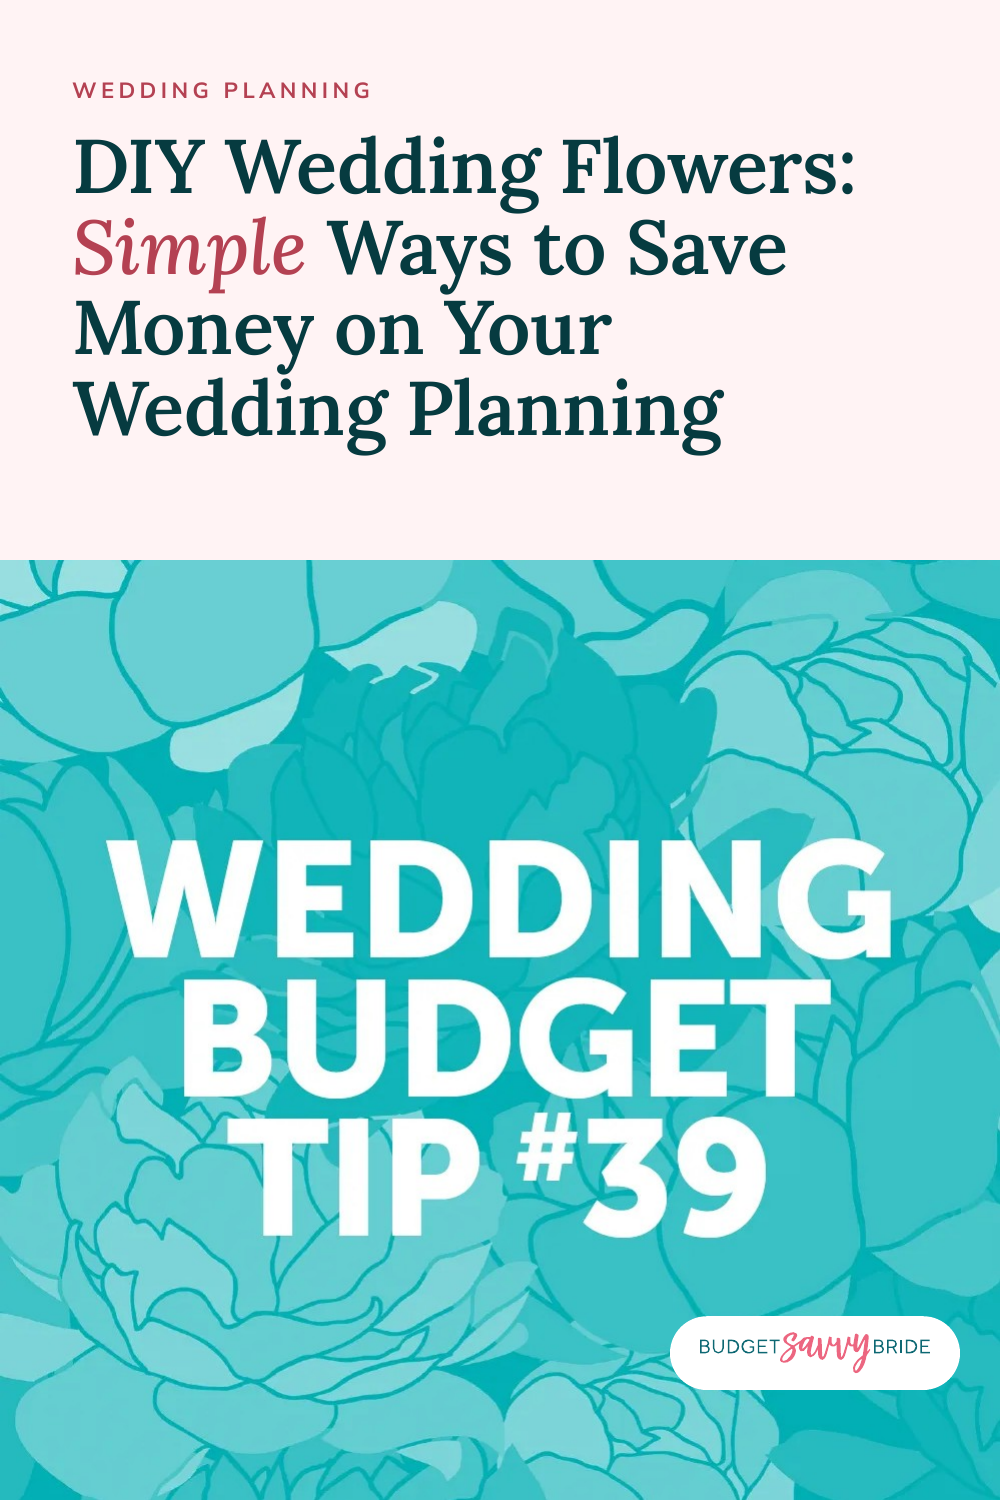 WEDDING PLANNING
DIY Wedding Flowers:
Simple Ways to Save
Money on Your
Wedding Planning
WEDDING
BUDGET
TIP #39
BUDGET savvy BRIDE